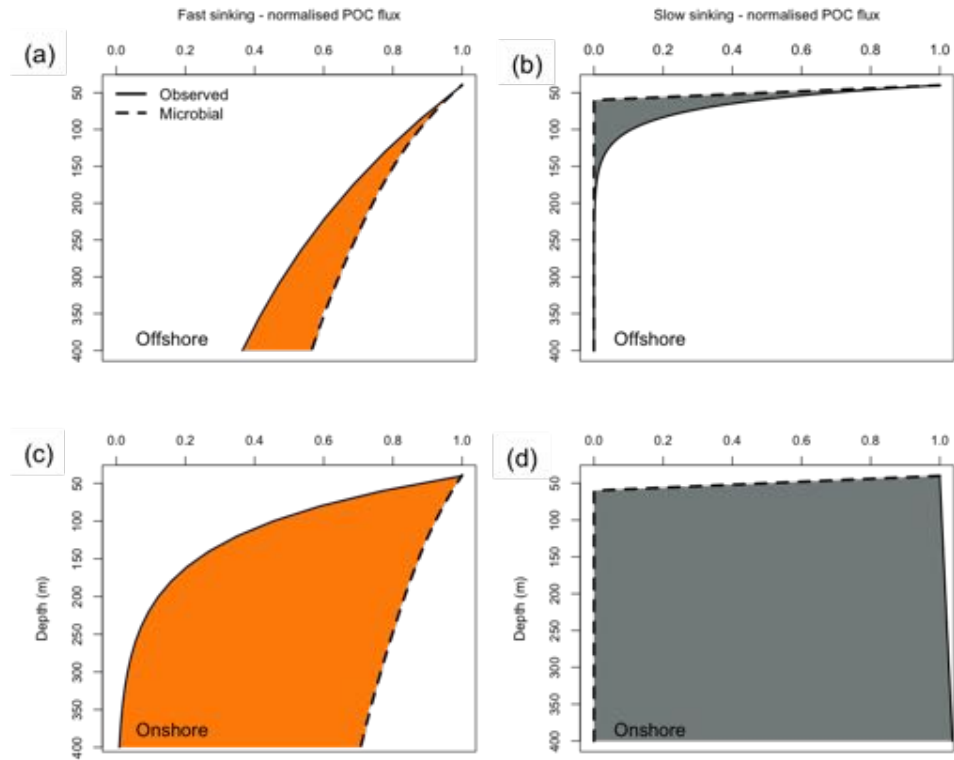 Fast sinking - normalised POC flux
Slow sinking - normalised POC flux
(a)
0.0 0.2 0.4 0.6 0.8 1.0
(b)
0.0 0.2 0.4 0.6 0.8 1.0
Observed
Microbial
50
100
150
200
250
300
350
400
Offshore
50
100
150
200
250
300
350
400
Offshore
(c)
0.0 0.2 0.4 0.6 0.8 1.0
(d)
0.0 0.2 0.4 0.6 0.8 1.0
Depth (m)
50
100
150
200
250
300
350
400
Onshore
Depth (m)
50
100
150
200
250
300
350
400
Onshore